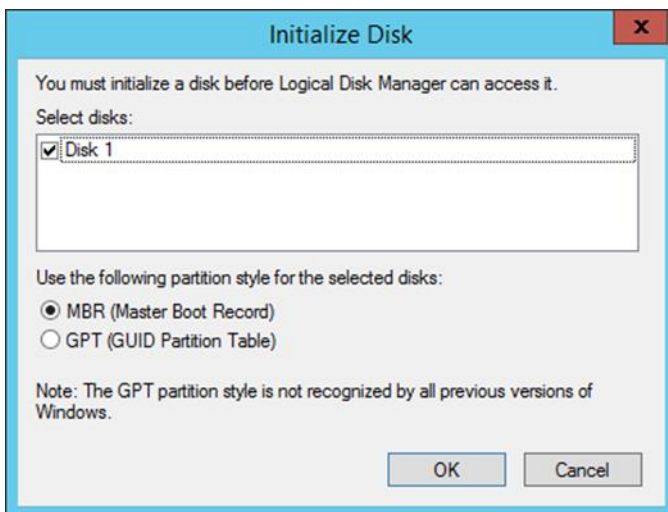 Initialize Disk
x
You must initialize a disk before Logical Disk Manager can access it.
Select disks:
Disk 1
Use the following partition style for the selected disks:
MBR (Master Boot Record)
GPT (GUID Partition Table)
Note: The GPT partition style is not recognized by all previous versions of
Windows.
OK Cancel